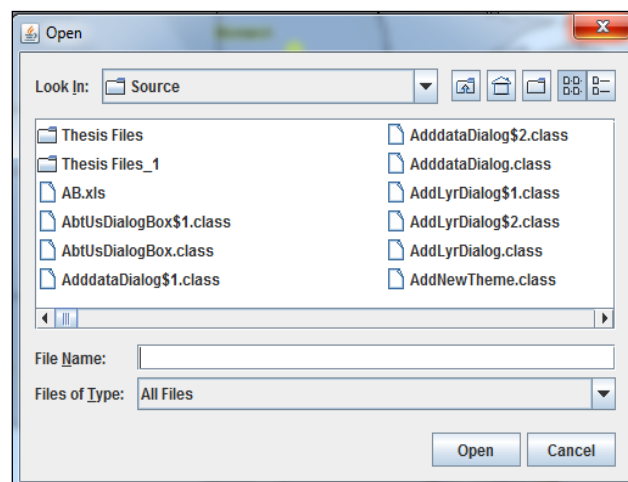 Open
Look In: Source
Thesis Files
Thesis Files_1
AB.xls
AbtUsDialogBox$1.class
AbtUsDialogBox.class
AdddataDialog$1.class
AdddataDialog$2.class
AdddataDialog.class
AddLyrDialog$1.class
AddLyrDialog$2.class
AddLyrDialog.class
AddNewTheme.class
File Name:
Files of Type: All Files
Open Cancel